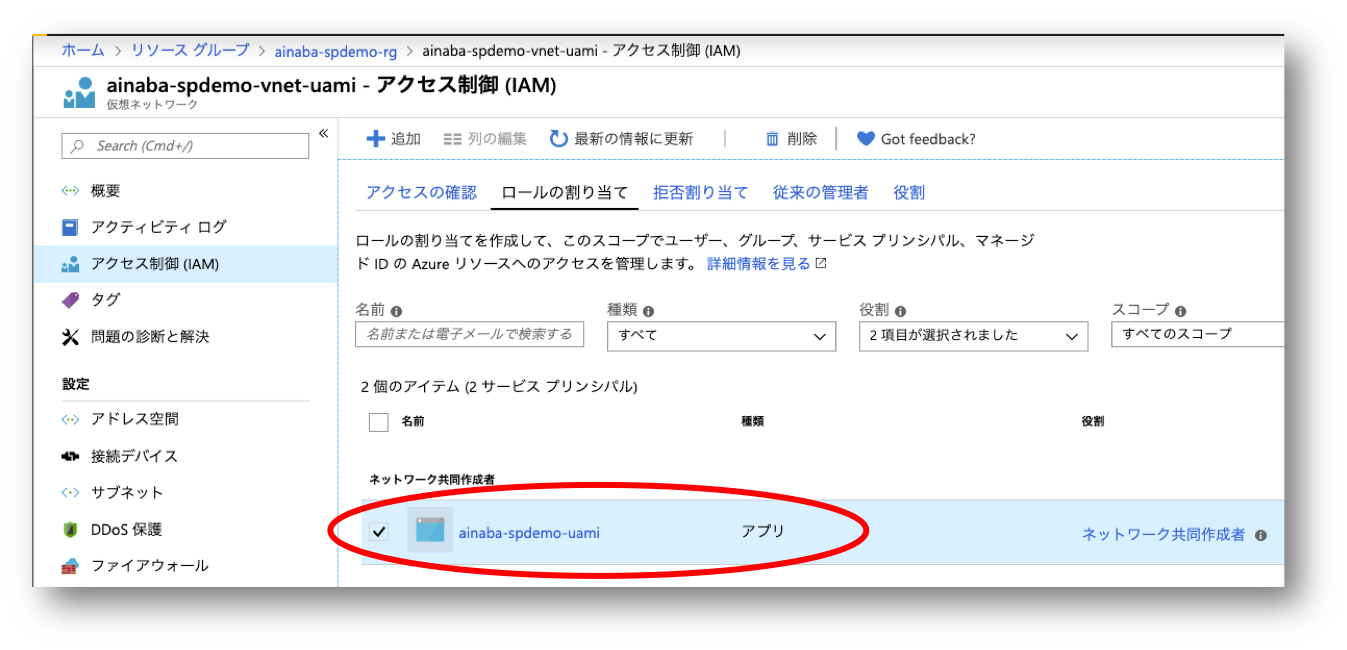 ホーム > リソース グループ > ainaba-spdemo-rg > ainaba-spdemo-vnet-uami - アクセス制御 (IAM)
ainaba-spdemo-vnet-uami - アクセス制御 (IAM)
仮想ネットワーク
Search (Cmd+/)
«
概要
アクティビティ ログ
アクセス制御 (IAM)
タグ
問題の診断と解決
設定
アドレス空間
接続デバイス
サブネット
DDoS 保護
ファイアウォール
追加 列の編集 最新の情報に更新 削除 Got feedback?
アクセスの確認 ロールの割り当て 拒否割り当て 従来の管理者 役割
ロールの割り当てを作成して、このスコープでユーザー、グループ、サービス プリンシパル、マネージ
ド ID の Azure リソースへのアクセスを管理します。 詳細情報を見る
名前 種類 役割 スコープ
名前または電子メールで検索する すべて 2 項目が選択されました すべてのスコープ
2 個のアイテム (2 サービス プリンシパル)
名前 種類 役割
ネットワーク共同作成者
ainaba-spdemo-uami アプリ ネットワーク共同作成者